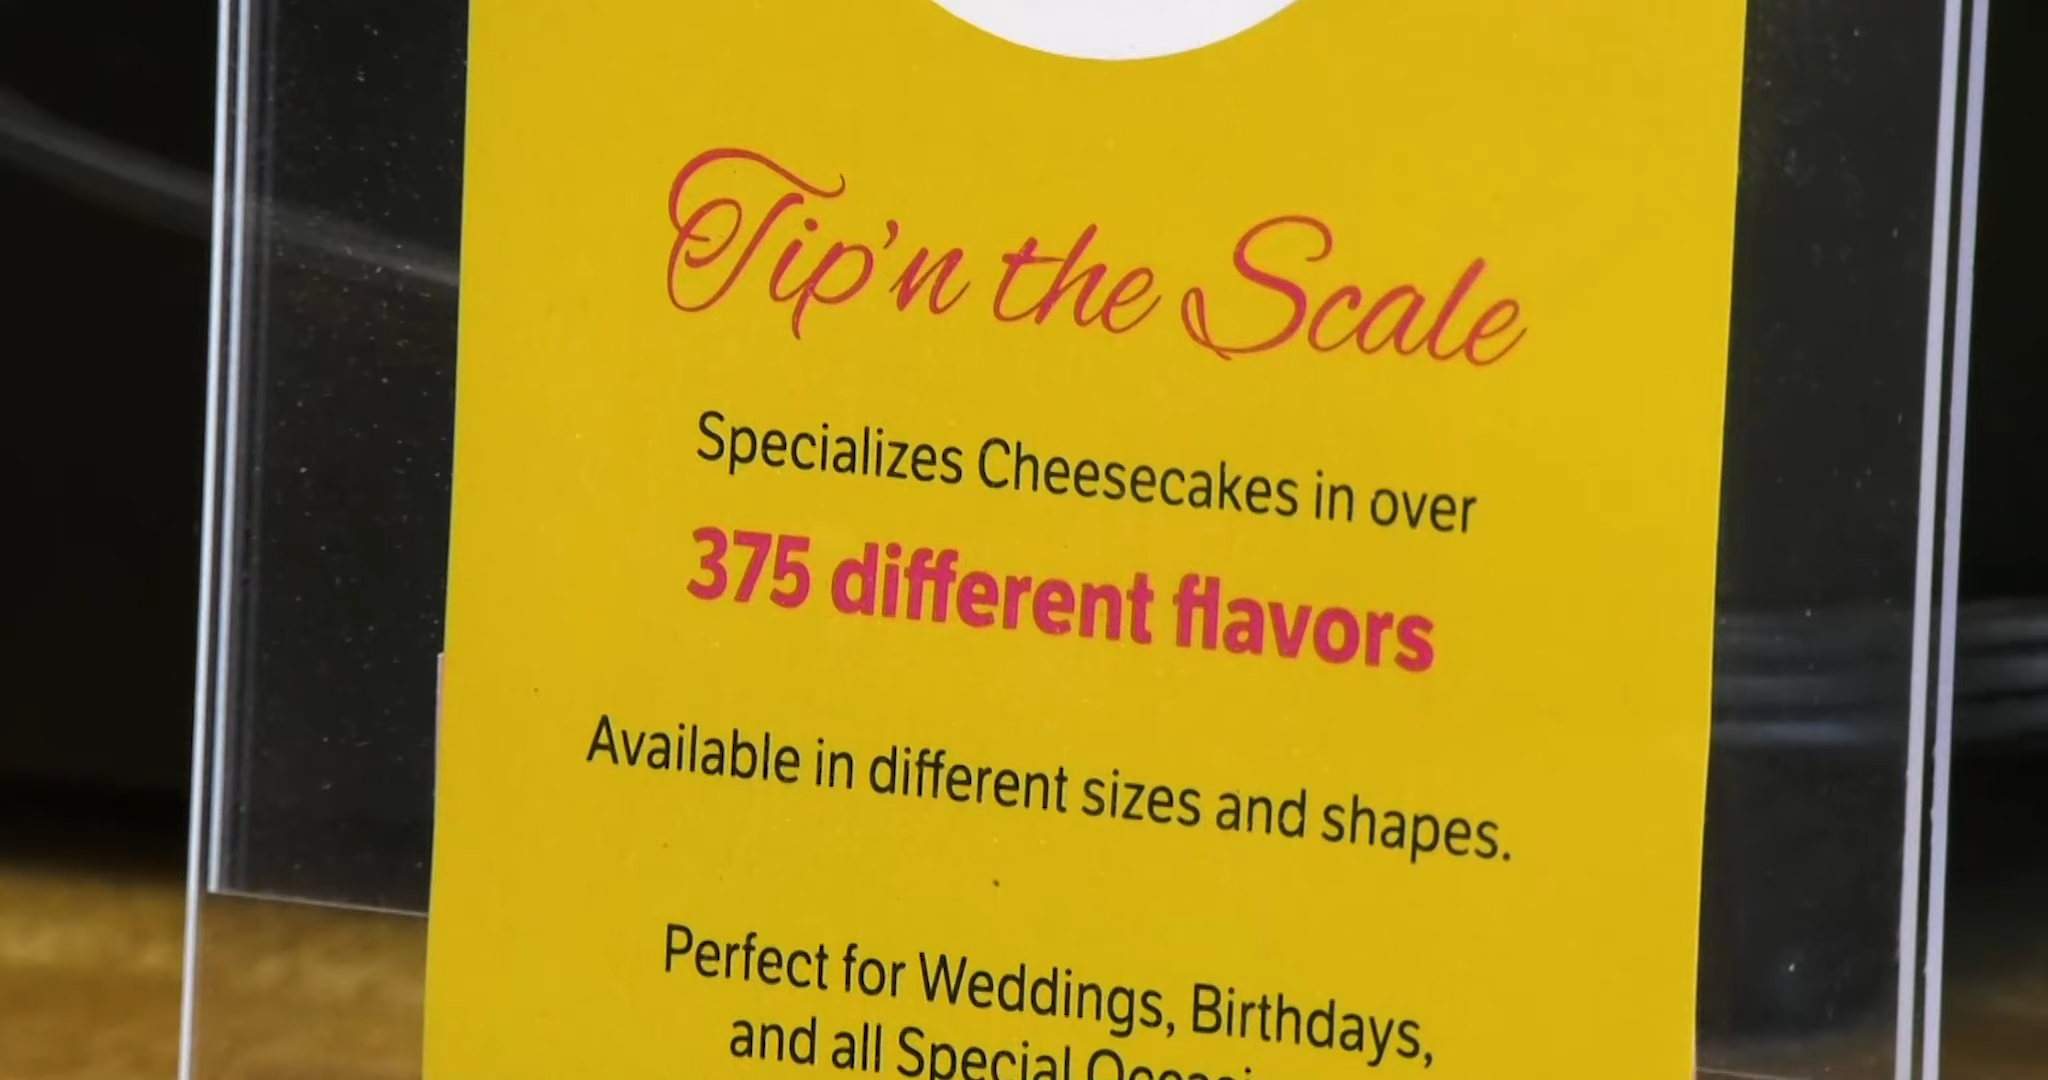 Tip'n the Scale
Specializes Cheesecakes in over
375 different flavors
Available in different sizes and shapes.
Perfect for Weddings, Birthdays,
and all Special